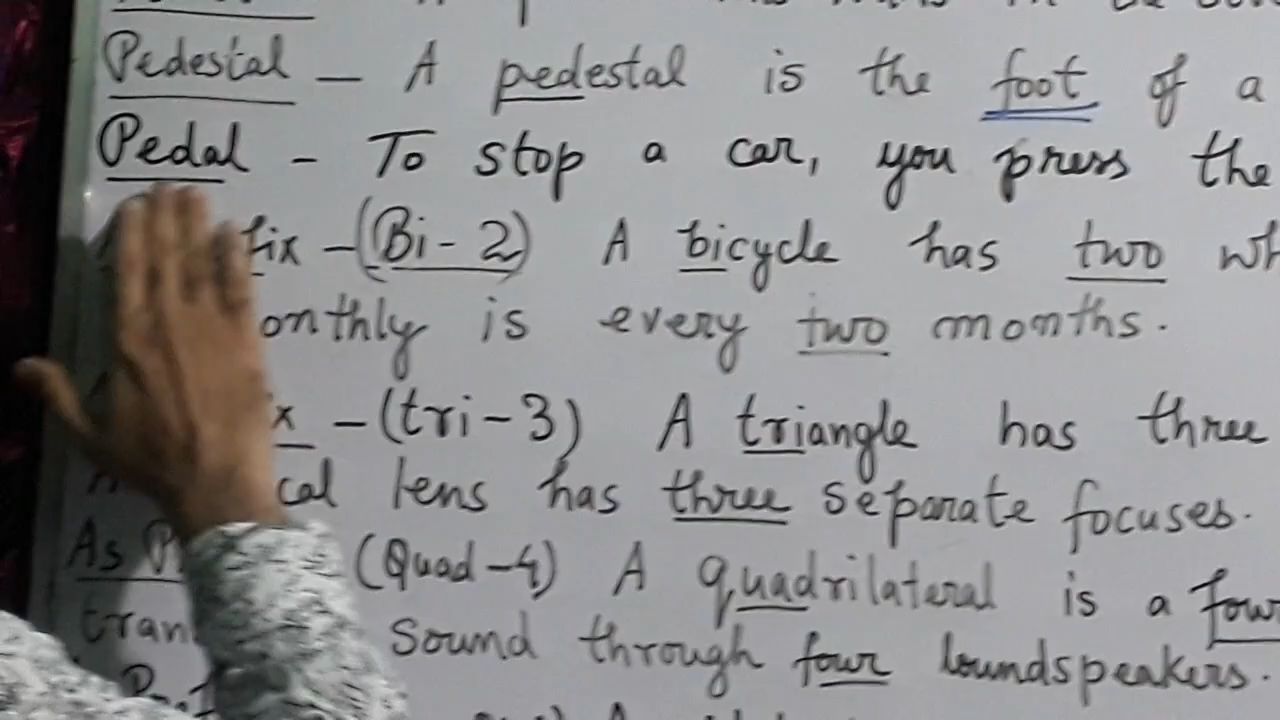 Pedestal - A pedestal is the foot of a
Pedal - To stop a car, you press the
fix - (Bi - 2) A bicycle has two wh
onthly is every two months.
x - (tri - 3) A triangle has three
cal lens has three separate focuses.
As P (Quad - 4) A quadrilateral is a four
tran sound through four loundspeakers.